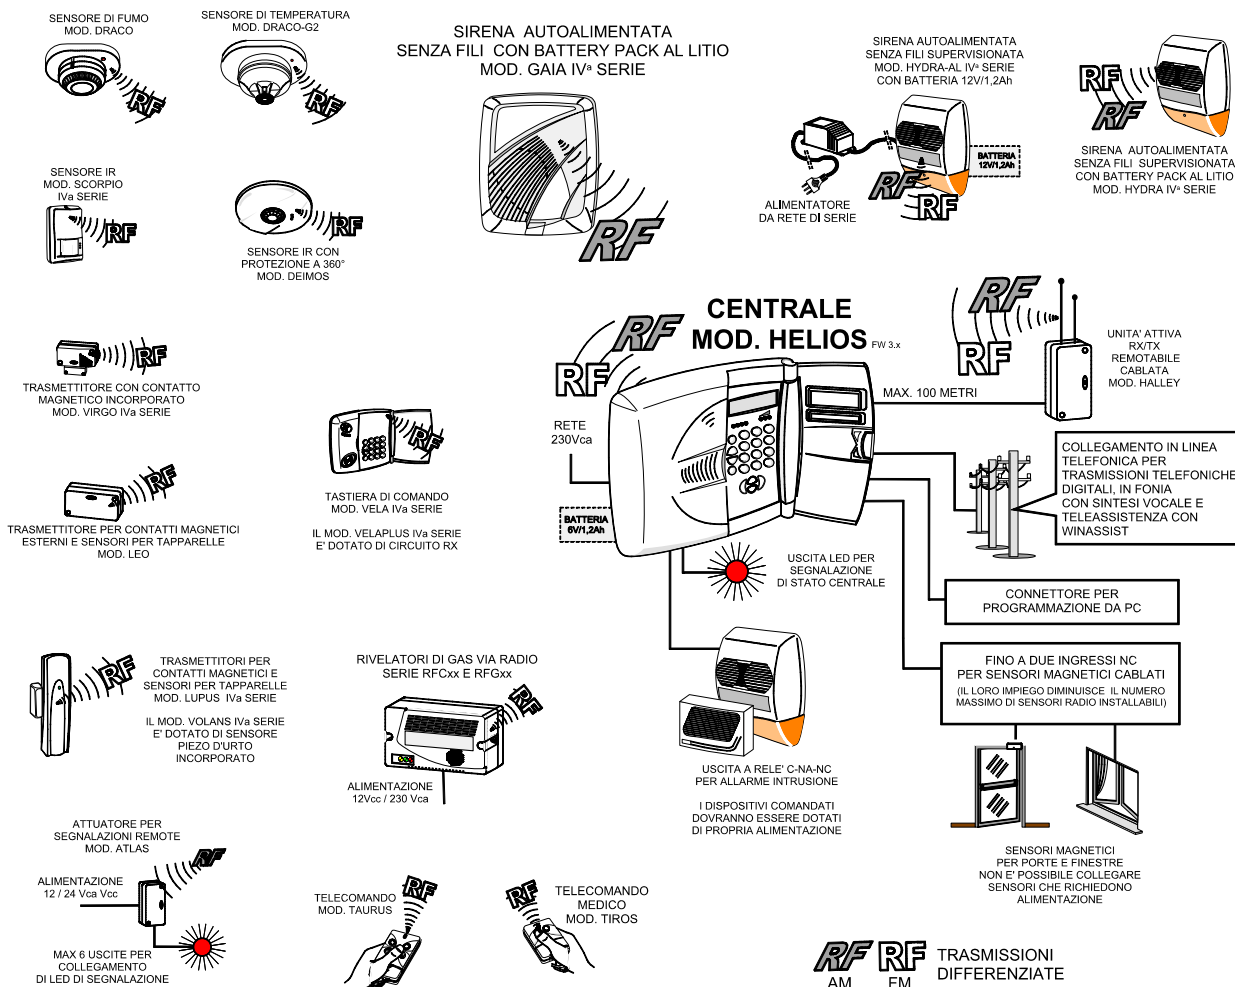 SENSORE DI FUMO
MOD. DRACO
SENSORE DI TEMPERATURA
MOD. DRACO-G2
SIRENA AUTOALIMENTATA
SENZA FILI CON BATTERY PACK AL LITIO
MOD. GAIA IVª SERIE
SIRENA AUTOALIMENTATA
SENZA FILI SUPERVISIONATA
MOD. HYDRA-AL IVª SERIE
CON BATTERIA 12V/1,2Ah
RF
RF
RF
RF
BATTERIA
12V/1,2Ah
RF
RF
ALIMENTATORE
DA RETE DI SERIE
SIRENA AUTOALIMENTATA
SENZA FILI SUPERVISIONATA
CON BATTERY PACK AL LITIO
MOD. HYDRA IVª SERIE
SENSORE IR
MOD. SCORPIO
IVa SERIE
RF
RF
RF
SENSORE IR CON
PROTEZIONE A 360°
MOD. DEIMOS
CENTRALE
MOD. HELIOS FW 3.x
RF
RF
RF
RF
UNITA' ATTIVA
RX/TX
REMOTABILE
CABLATA
MOD. HALLEY
MAX. 100 METRI
RF
TRASMETTITORE CON CONTATTO
MAGNETICO INCORPORATO
MOD. VIRGO IVa SERIE
RETE
230Vca
RF
COLLEGAMENTO IN LINEA
TELEFONICA PER
TRASMISSIONI TELEFONICHE
DIGITALI, IN FONIA
CON SINTESI VOCALE E
TELEASSISTENZA CON
WINASSIST
RF
TRASMETTITORE PER CONTATTI MAGNETICI
ESTERNI E SENSORI PER TAPPARELLE
MOD. LEO
TASTIERA DI COMANDO
MOD. VELA IVa SERIE
IL MOD. VELAPLUS IVa SERIE
E' DOTATO DI CIRCUITO RX
BATTERIA
6V/1,2Ah
USCITA LED PER
SEGNALAZIONE
DI STATO CENTRALE
CONNETTORE PER
PROGRAMMAZIONE DA PC
FINO A DUE INGRESSI NC
PER SENSORI MAGNETICI CABLATI
(IL LORO IMPIEGO DIMINUISCE IL NUMERO
MASSIMO DI SENSORI RADIO INSTALLABILI)
RF
TRASMETTITORI PER
CONTATTI MAGNETICI E
SENSORI PER TAPPARELLE
MOD. LUPUS IVa SERIE
IL MOD. VOLANS IVa SERIE
E' DOTATO DI SENSORE
PIEZO D'URTO
INCORPORATO
RIVELATORI DI GAS VIA RADIO
SERIE RFCxx E RFGxx
RF
ALIMENTAZIONE
12Vcc / 230 Vca
USCITA A RELE' C-NA-NC
PER ALLARME INTRUSIONE
I DISPOSITIVI COMANDATI
DOVRANNO ESSERE DOTATI
DI PROPRIA ALIMENTAZIONE
SENSORI MAGNETICI
PER PORTE E FINESTRE
NON E' POSSIBILE COLLEGARE
SENSORI CHE RICHIEDONO
ALIMENTAZIONE
ATTUATORE PER
SEGNALAZIONI REMOTE
MOD. ATLAS
RF
ALIMENTAZIONE
12 / 24 Vca Vcc
MAX 6 USCITE PER
COLLEGAMENTO
DI LED DI SEGNALAZIONE
TELECOMANDO
MOD. TAURUS
RF
RF
TELECOMANDO
MEDICO
MOD. TIROS
RF RF TRASMISSIONI
DIFFERENZIATE
AM FM